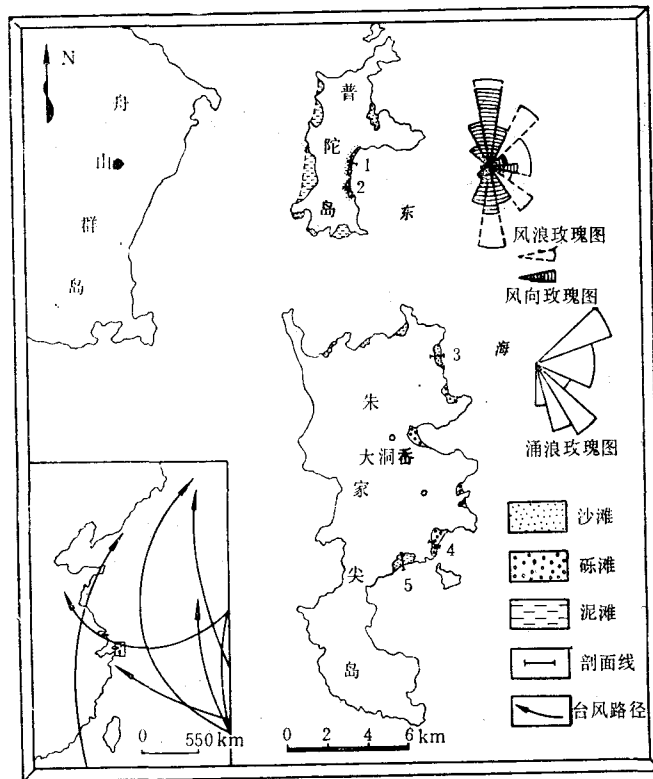 N
舟
山
群
岛
普
陀
岛
1
2
东
海
风浪玫瑰图
风向玫瑰图
涌浪玫瑰图
朱
家
尖
岛
大洞岙
3
4
5
沙滩
砾滩
泥滩
剖面线
台风路径
0 550 km
0 2 4 6 km